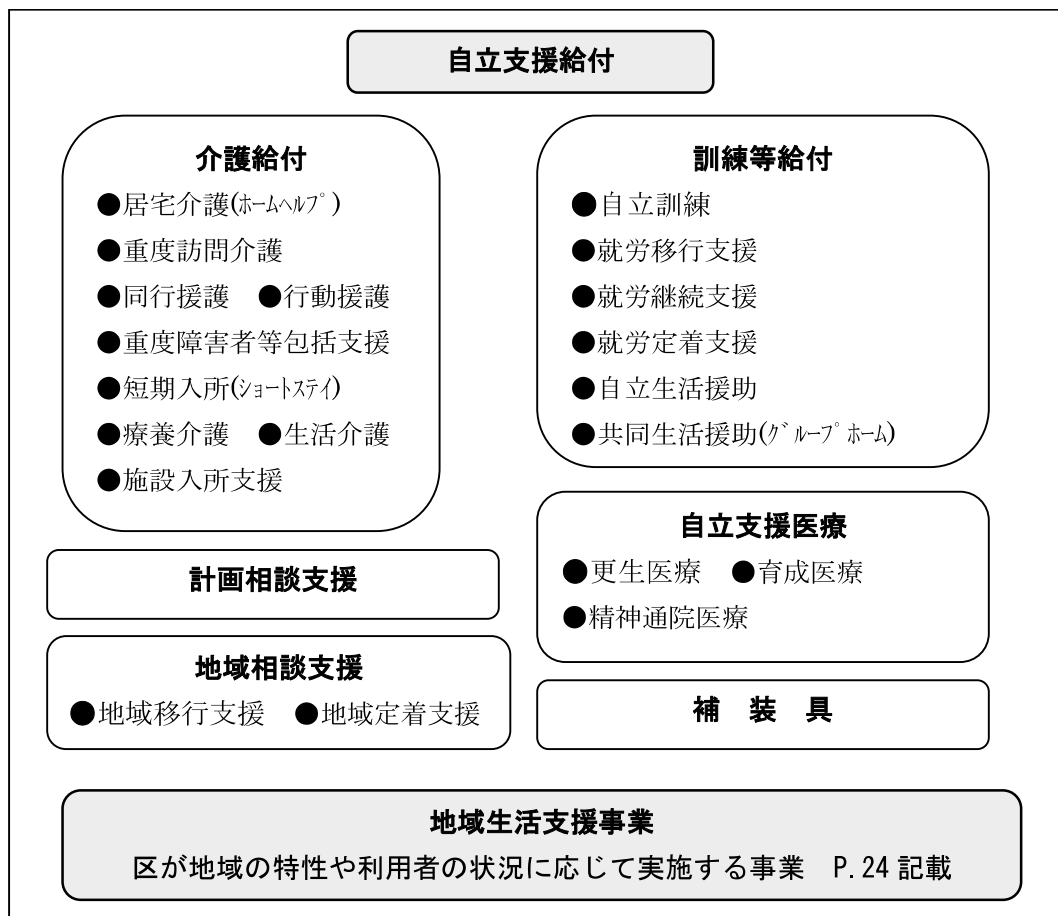 自立支援給付
介護給付
●居宅介護(ﾎｰﾑﾍﾙﾌﾟ)
●重度訪問介護
●同行援護　●行動援護
●重度障害者等包括支援
●短期入所(ｼｮｰﾄｽﾃｲ)
●療養介護　●生活介護
●施設入所支援
訓練等給付
●自立訓練
●就労移行支援
●就労継続支援
●就労定着支援
●自立生活援助
●共同生活援助(ｸﾞﾙｰﾌﾟﾎｰﾑ)
計画相談支援
自立支援医療
●更生医療　●育成医療
●精神通院医療
地域相談支援
●地域移行支援　●地域定着支援
補　装　具
地域生活支援事業
区が地域の特性や利用者の状況に応じて実施する事業　P.24 記載